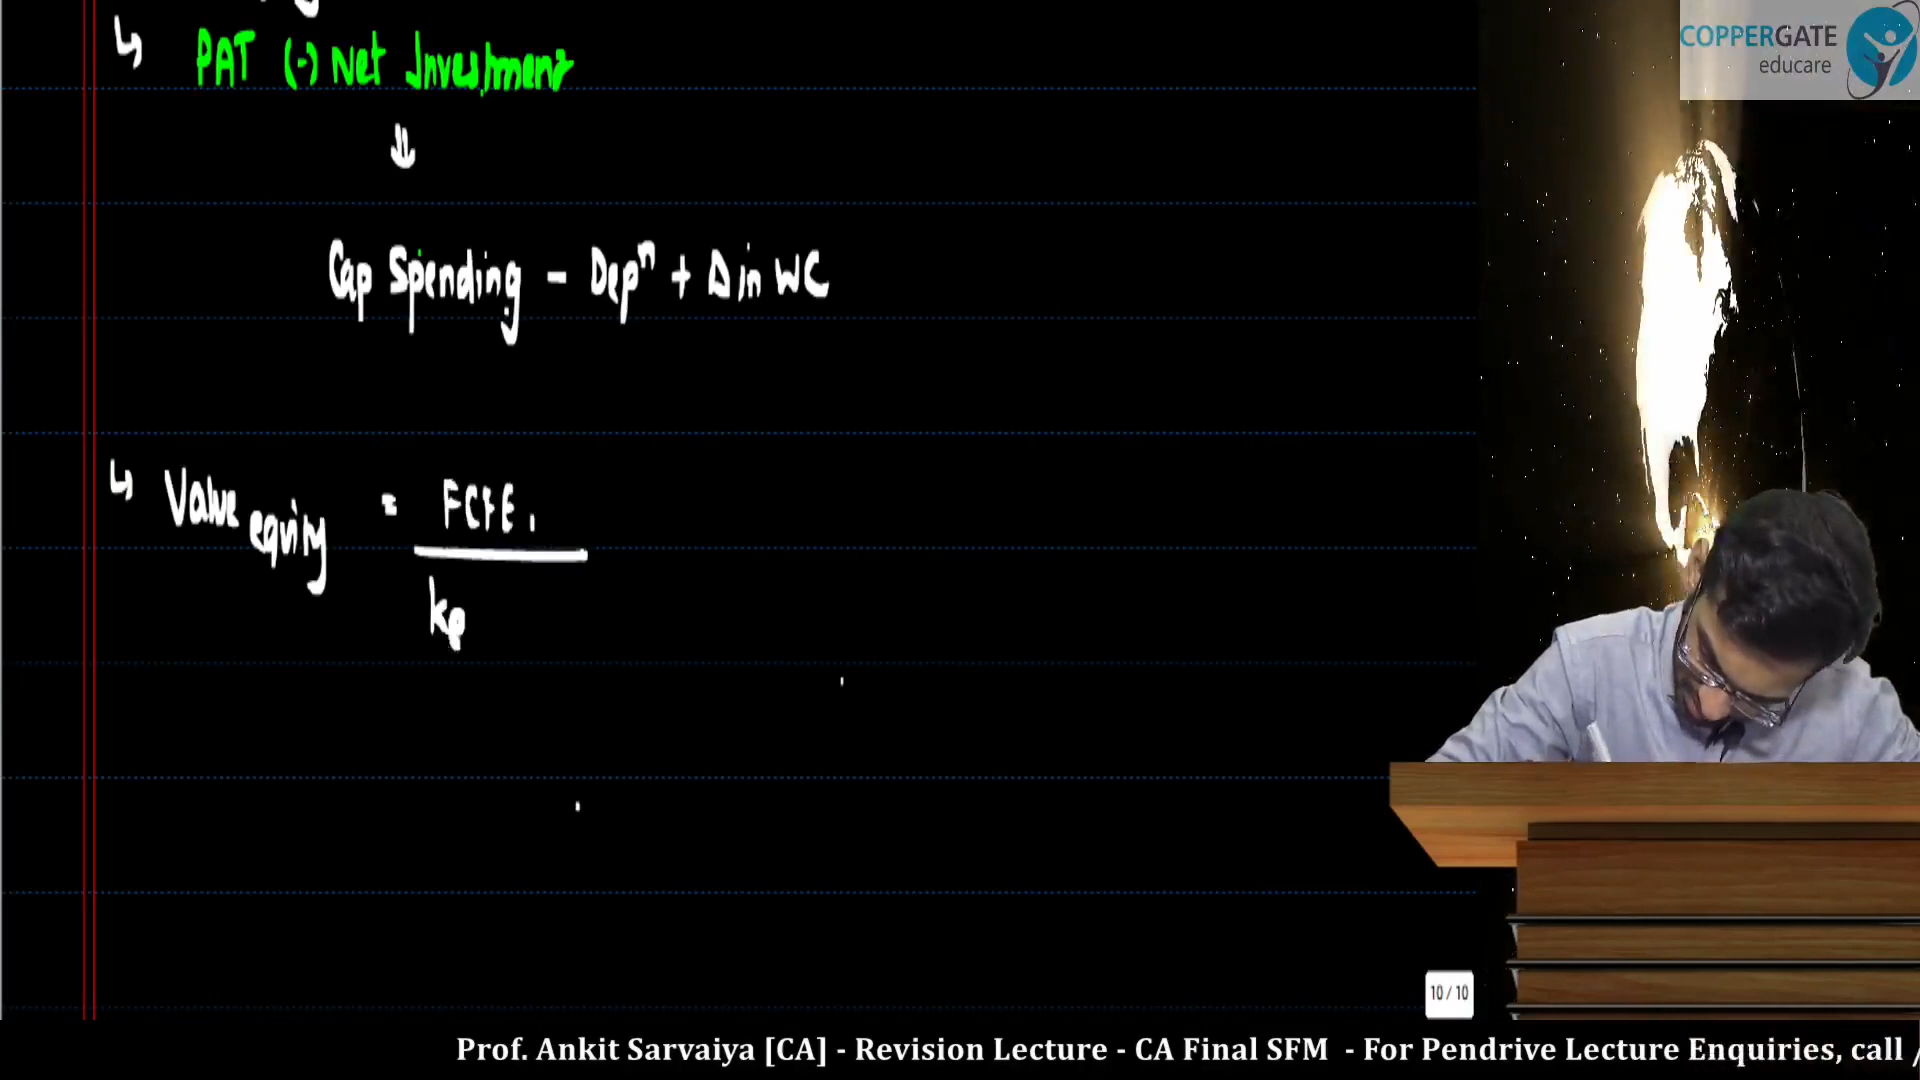 COPPERGATE
educare
↳ PAT (-) Net Investment
⇓
Cap Spending - Depⁿ + Δ in WC
↳ Value equity = FCFE₁
ke
10 / 10
Prof. Ankit Sarvaiya [CA] - Revision Lecture - CA Final SFM - For Pendrive Lecture Enquiries, call /